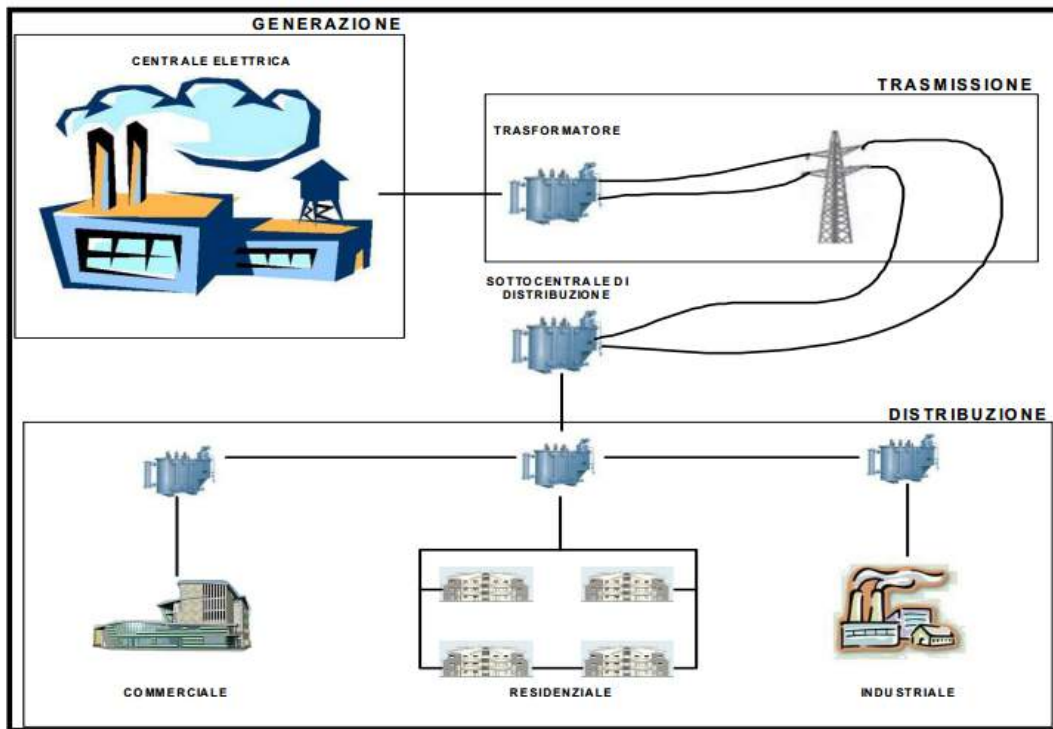 GENERAZIONE
CENTRALE ELETTRICA
TRASMISSIONE
TRASFORMATORE
SOTTOCENTRALE DI
DISTRIBUZIONE
DISTRIBUZIONE
COMMERCIALE
RESIDENZIALE
INDUSTRIALE